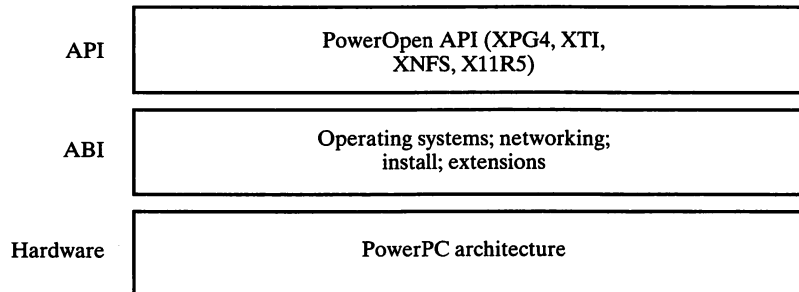 API
PowerOpen API (XPG4, XTI,
XNFS, X11R5)
ABI
Operating systems; networking;
install; extensions
Hardware
PowerPC architecture